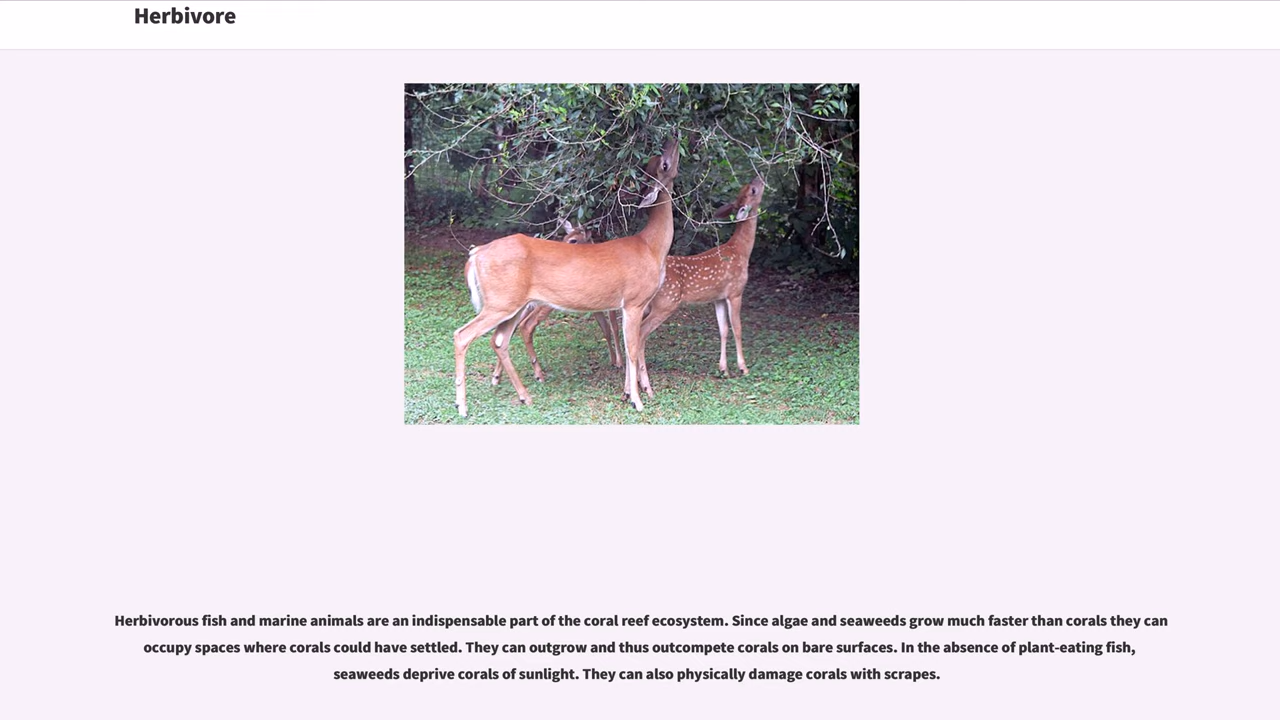 Herbivore
Herbivorous fish and marine animals are an indispensable part of the coral reef ecosystem. Since algae and seaweeds grow much faster than corals they can
occupy spaces where corals could have settled. They can outgrow and thus outcompete corals on bare surfaces. In the absence of plant-eating fish,
seaweeds deprive corals of sunlight. They can also physically damage corals with scrapes.